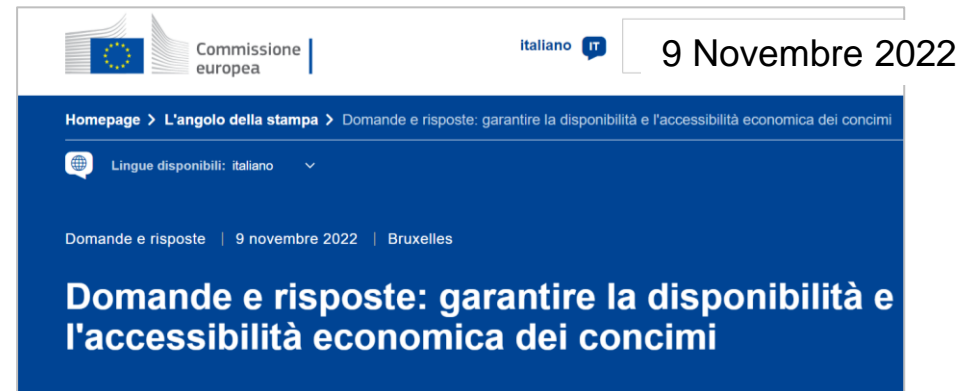 Commissione
europea
italiano IT
9 Novembre 2022
Homepage > L'angolo della stampa > Domande e risposte: garantire la disponibilità e l'accessibilità economica dei concimi
Lingue disponibili: italiano
Domande e risposte | 9 novembre 2022 | Bruxelles
Domande e risposte: garantire la disponibilità e
l'accessibilità economica dei concimi